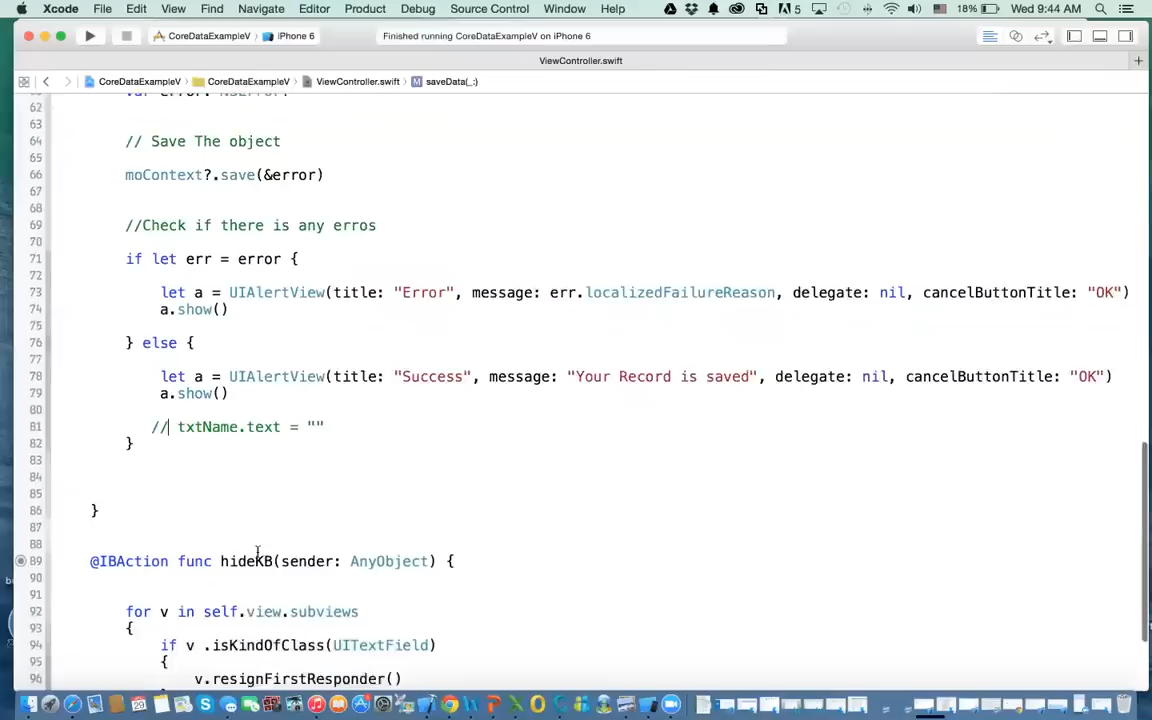 Xcode File Edit View Find Navigate Editor Product Debug Source Control Window Help 5 18% Wed 9:44 AM
CoreDataExampleV iPhone 6 Finished running CoreDataExampleV on iPhone 6
ViewController.swift
CoreDataExampleV CoreDataExampleV ViewController.swift M saveData(_:)
62
63
64 // Save The object
65
66 moContext?.save(&error)
67
68
69 //Check if there is any erros
70
71 if let err = error {
72
73 let a = UIAlertView(title: "Error", message: err.localizedFailureReason, delegate: nil, cancelButtonTitle: "OK")
74 a.show()
75
76 } else {
77
78 let a = UIAlertView(title: "Success", message: "Your Record is saved", delegate: nil, cancelButtonTitle: "OK")
79 a.show()
80
81 // txtName.text = ""
82 }
83
84
85
86 }
87
88
89 @IBAction func hideKB(sender: AnyObject) {
90
91
92 for v in self.view.subviews
93 {
94 if v .isKindOfClass(UITextField)
95 {
96 v.resignFirstResponder()